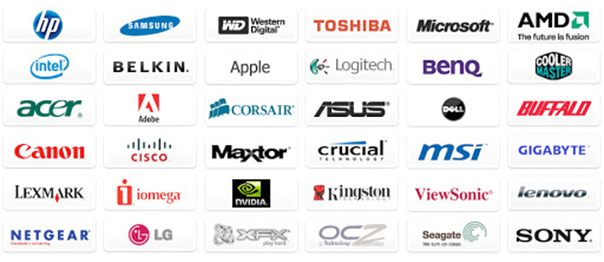 hp SAMSUNG WD Western Digital® TOSHIBA Microsoft® AMD The future is fusion
intel BELKIN. Apple Logitech BenQ COOLER MASTER
acer Adobe CORSAIR ASUS DELL BUFFALO
Canon CISCO Maxtor crucial TECHNOLOGY msi GIGABYTE™
LEXMARK iomega NVIDIA Kingston TECHNOLOGY ViewSonic® lenovo
NETGEAR LG XFX play hard. OCZ Technology Seagate We turn on ideas SONY